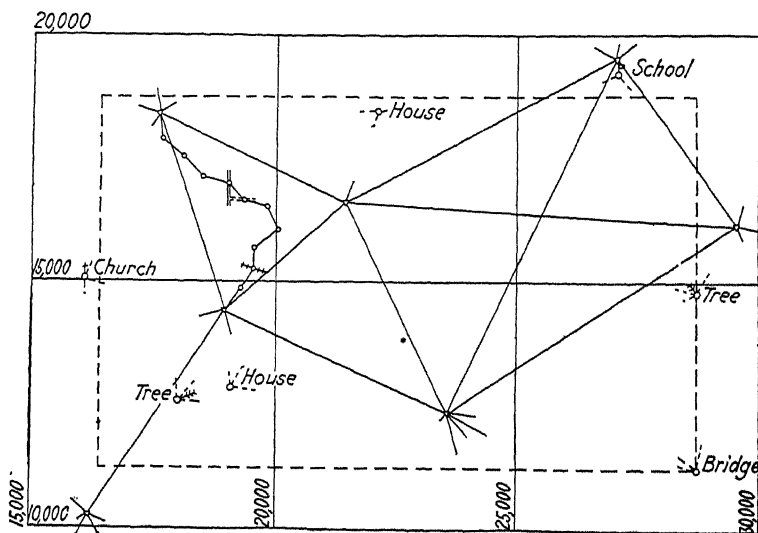 20,000
School
House
15,000
Church
Tree
House
Tree
Bridge
10,000
15,000
20,000
25,000
30,000